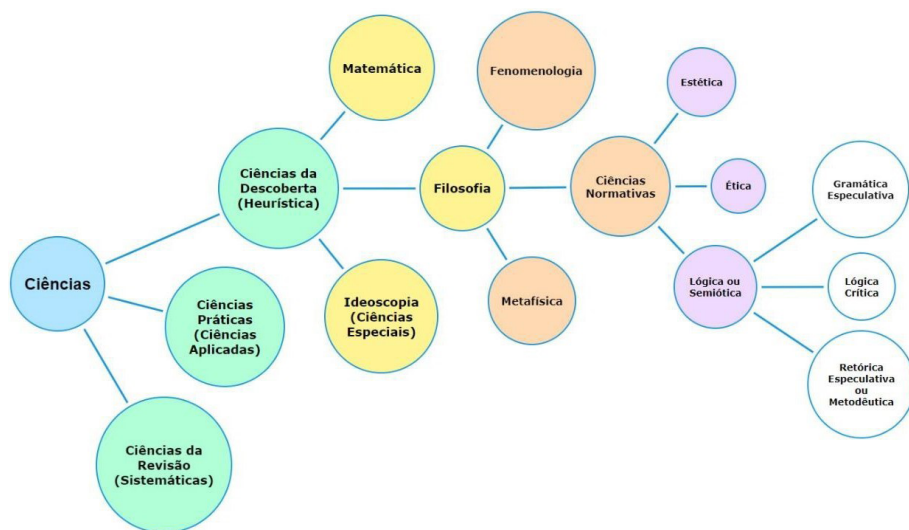 Ciências
Ciências da
Descoberta
(Heurística)
Ciências
Práticas
(Ciências
Aplicadas)
Ciências da
Revisão
(Sistemáticas)
Matemática
Filosofia
Ideoscopia
(Ciências
Especiais)
Fenomenologia
Ciências
Normativas
Metafísica
Estética
Ética
Lógica ou
Semiótica
Gramática
Especulativa
Lógica
Crítica
Retórica
Especulativa
ou
Metodêutica